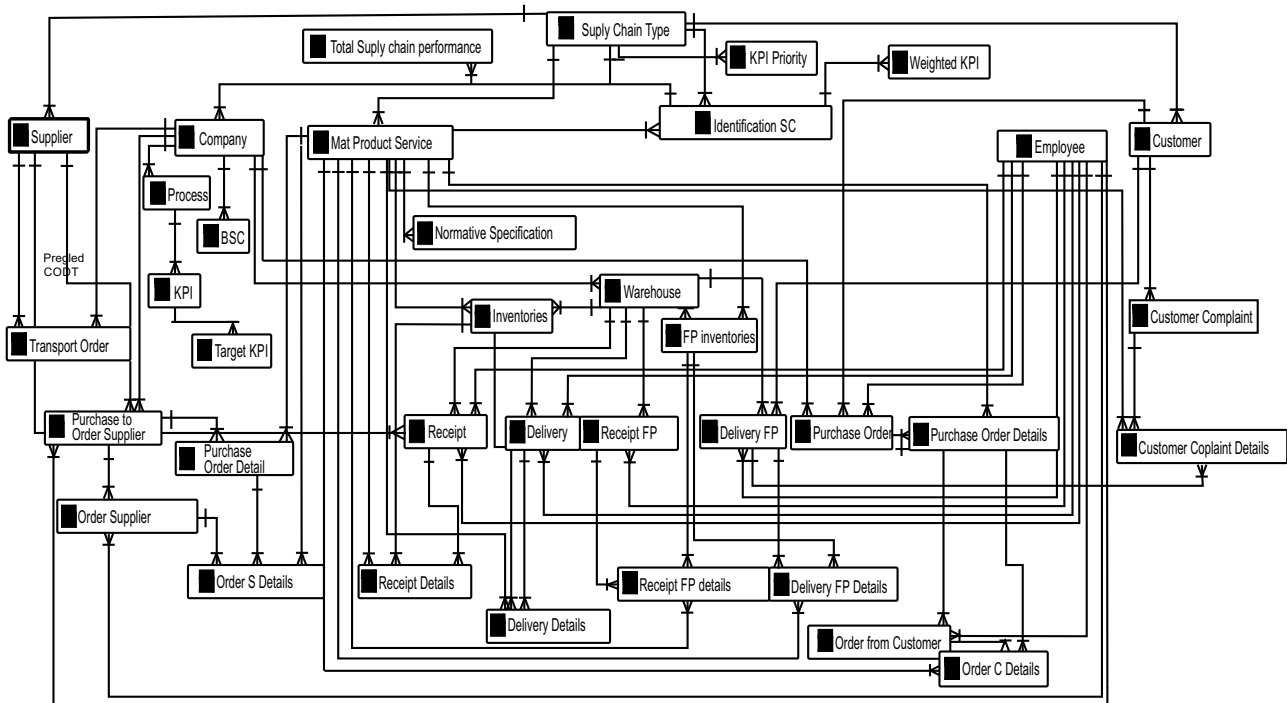 Suply Chain Type
Total Suply chain performance
KPI Priority
Weighted KPI
Supplier
Company
Mat Product Service
Identification SC
Employee
Customer
Process
BSC
Normative Specification
Pregled
CODT
KPI
Warehouse
Inventories
Customer Complaint
Transport Order
Target KPI
FP inventories
Purchase to
Order Supplier
Receipt
Delivery
Receipt FP
Delivery FP
Purchase Order
Purchase Order Details
Customer Coplaint Details
Purchase
Order Detail
Order Supplier
Order S Details
Receipt Details
Receipt FP details
Delivery FP Details
Delivery Details
Order from Customer
Order C Details